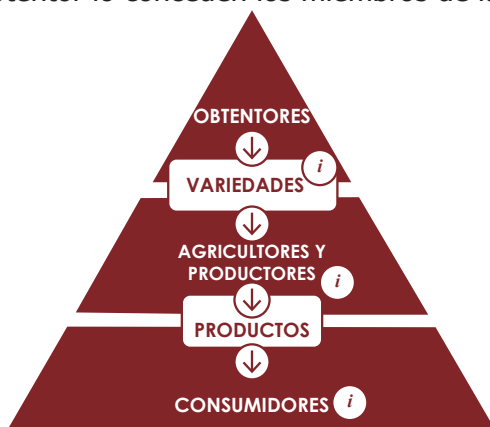 OBTENTORES
VARIEDADES i
AGRICULTORES Y
PRODUCTORES i
PRODUCTOS
CONSUMIDORES i